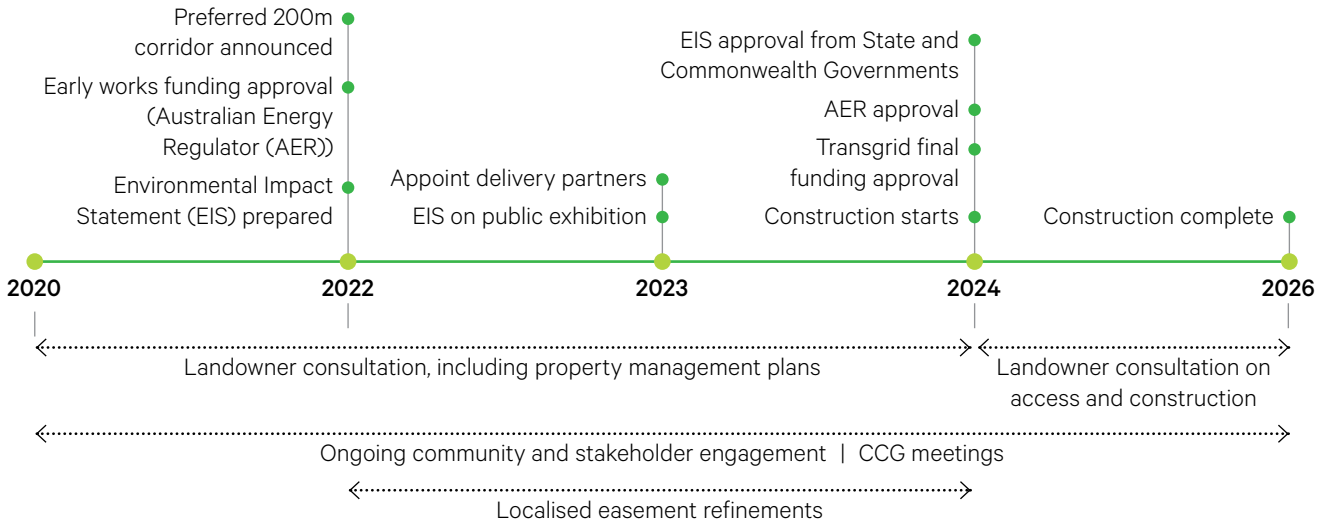 Preferred 200m
corridor announced
Early works funding approval
(Australian Energy
Regulator (AER))
Environmental Impact
Statement (EIS) prepared
Appoint delivery partners
EIS on public exhibition
EIS approval from State and
Commonwealth Governments
AER approval
Transgrid final
funding approval
Construction starts
Construction complete
2020
2022
2023
2024
2026
Landowner consultation, including property management plans
Landowner consultation on
access and construction
Ongoing community and stakeholder engagement | CCG meetings
Localised easement refinements